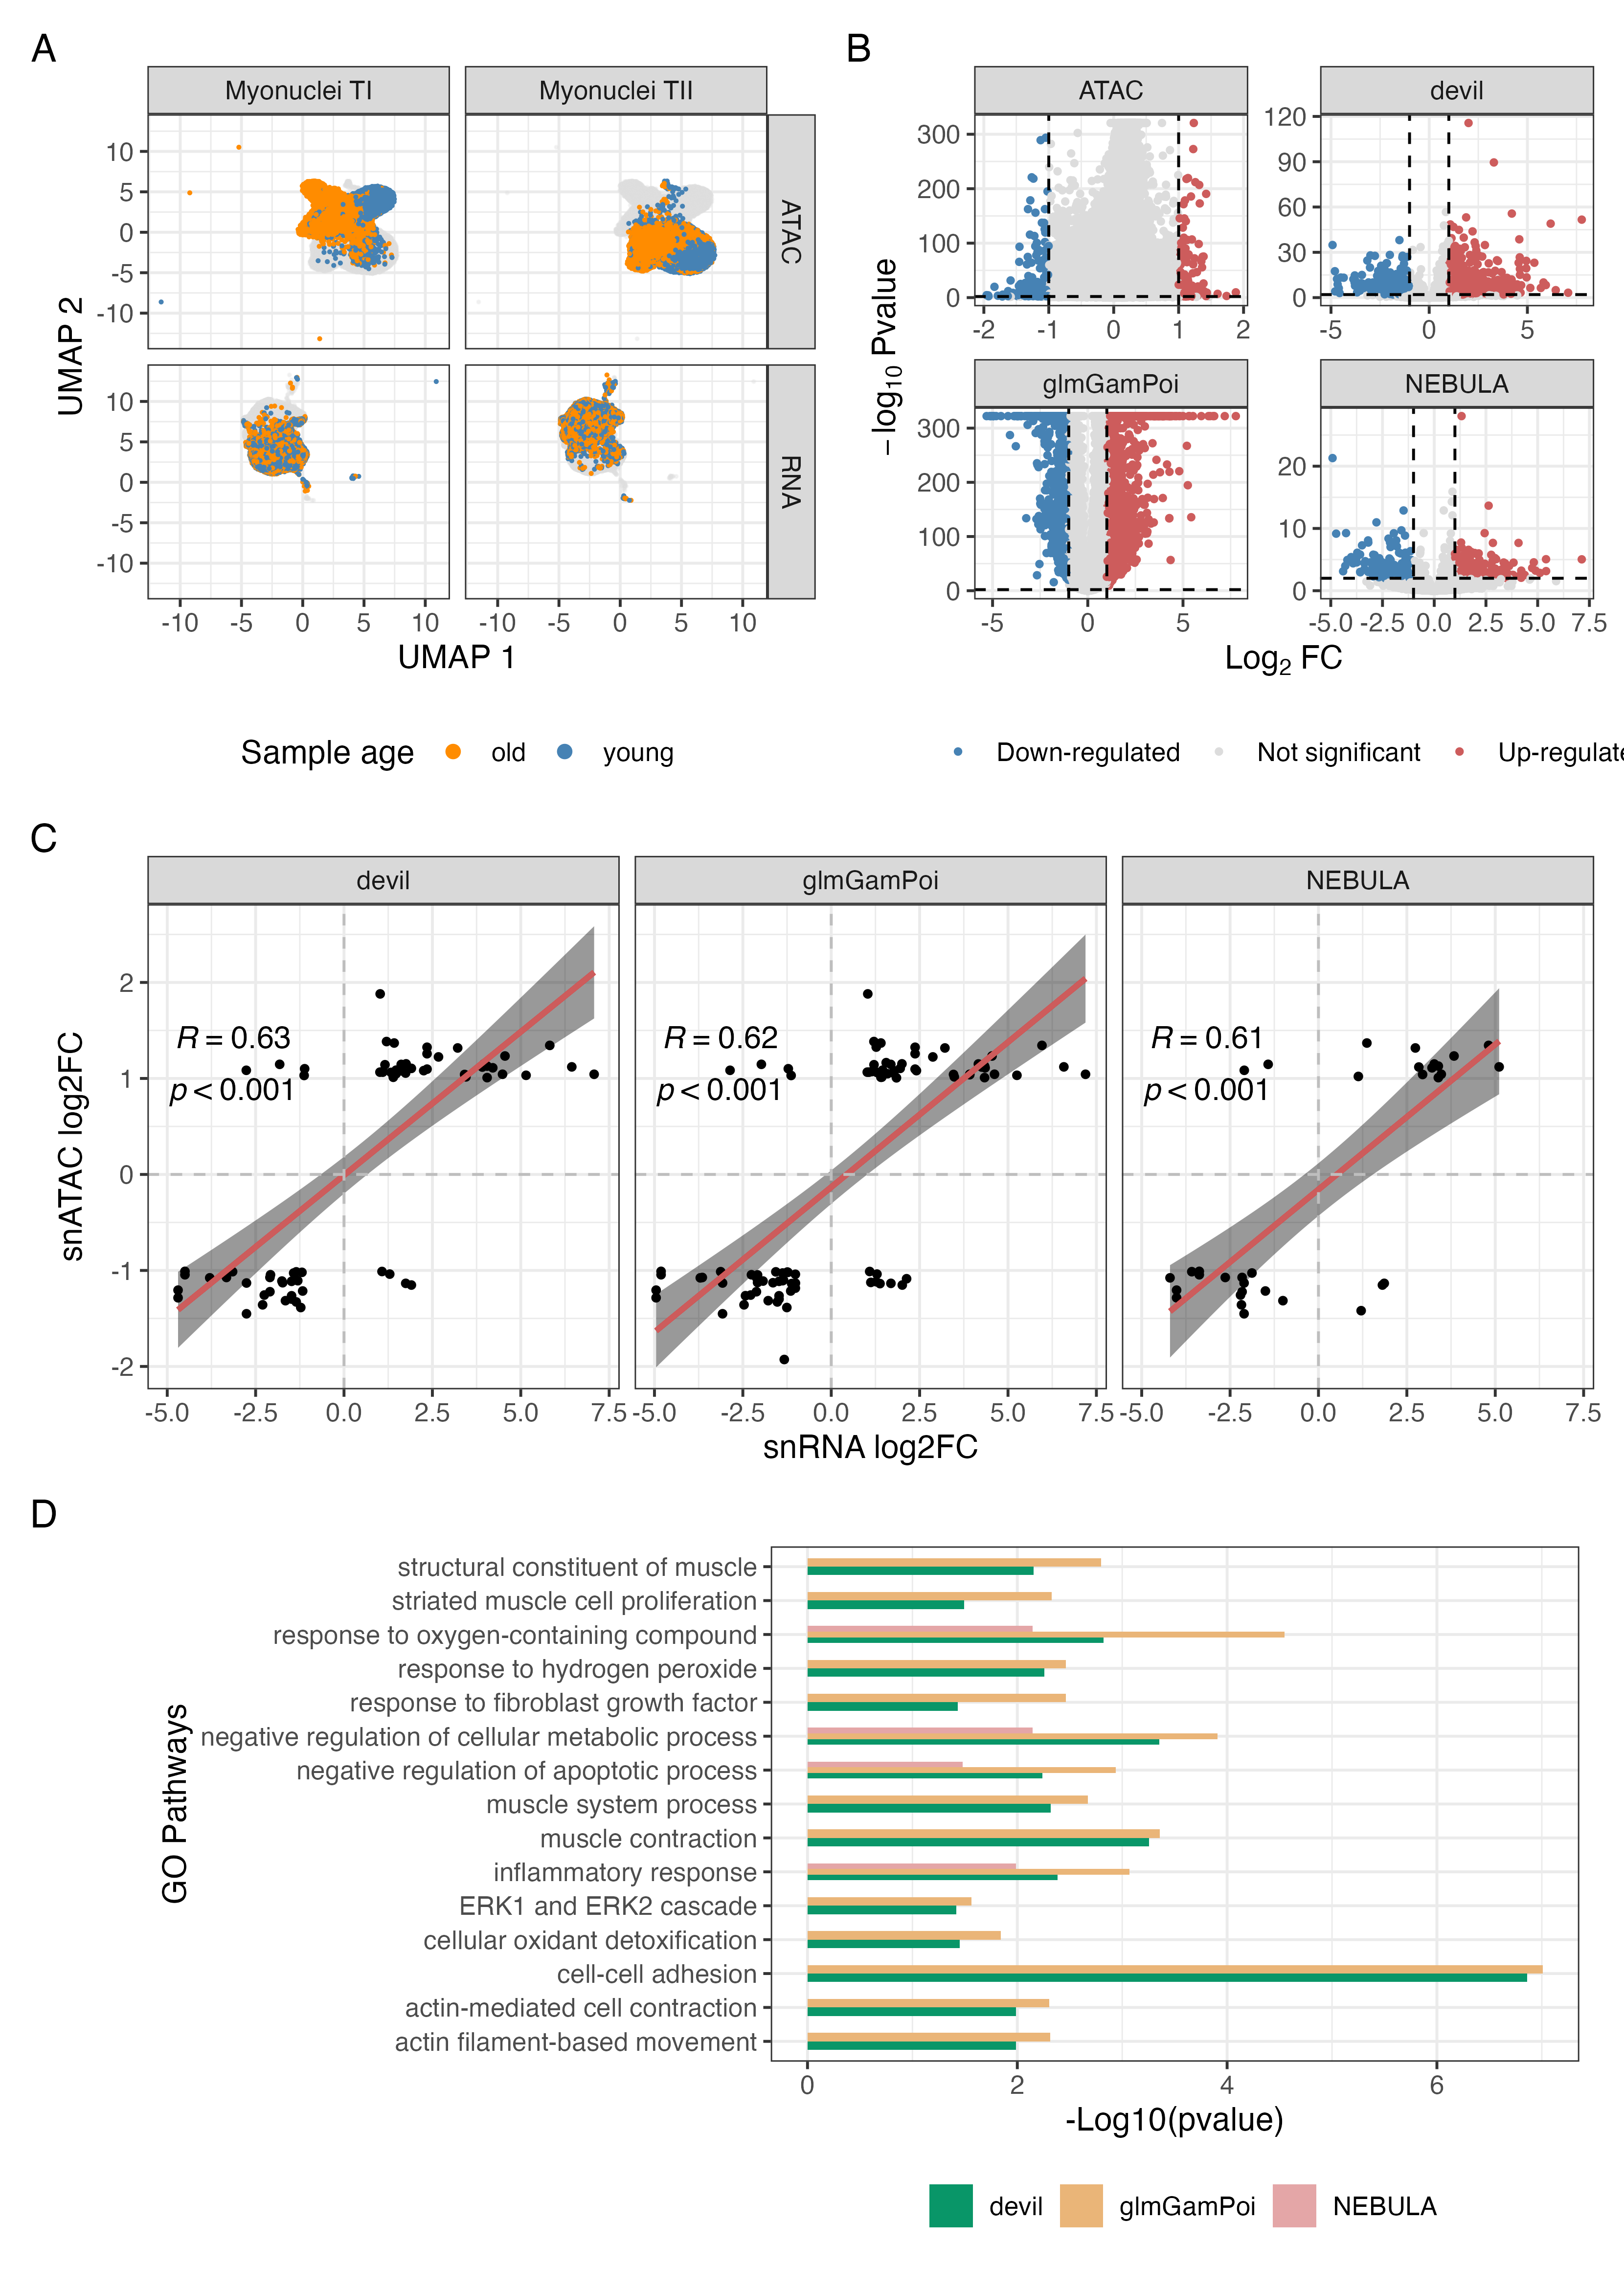 A
Myonuclei TI
Myonuclei TII
ATAC
RNA
10
5
0
-5
-10
10
5
0
-5
-10
-10 -5 0 5 10
-10 -5 0 5 10
UMAP 2
UMAP 1
Sample age old young
B
ATAC
devil
300
200
100
0
-2 -1 0 1 2
120
90
60
30
0
-5 0 5
glmGamPoi
NEBULA
300
200
100
0
-5 0 5
20
10
0
-5.0 -2.5 0.0 2.5 5.0 7.5
− log10 Pvalue
Log2 FC
Down-regulated Not significant Up-regulate
C
devil
glmGamPoi
NEBULA
R = 0.63
p < 0.001
R = 0.62
p < 0.001
R = 0.61
p < 0.001
2
1
0
-1
-2
-5.0 -2.5 0.0 2.5 5.0 7.5
-5.0 -2.5 0.0 2.5 5.0 7.5
-5.0 -2.5 0.0 2.5 5.0 7.5
snATAC log2FC
snRNA log2FC
D
GO Pathways
structural constituent of muscle
striated muscle cell proliferation
response to oxygen-containing compound
response to hydrogen peroxide
response to fibroblast growth factor
negative regulation of cellular metabolic process
negative regulation of apoptotic process
muscle system process
muscle contraction
inflammatory response
ERK1 and ERK2 cascade
cellular oxidant detoxification
cell-cell adhesion
actin-mediated cell contraction
actin filament-based movement
0 2 4 6
-Log10(pvalue)
devil glmGamPoi NEBULA